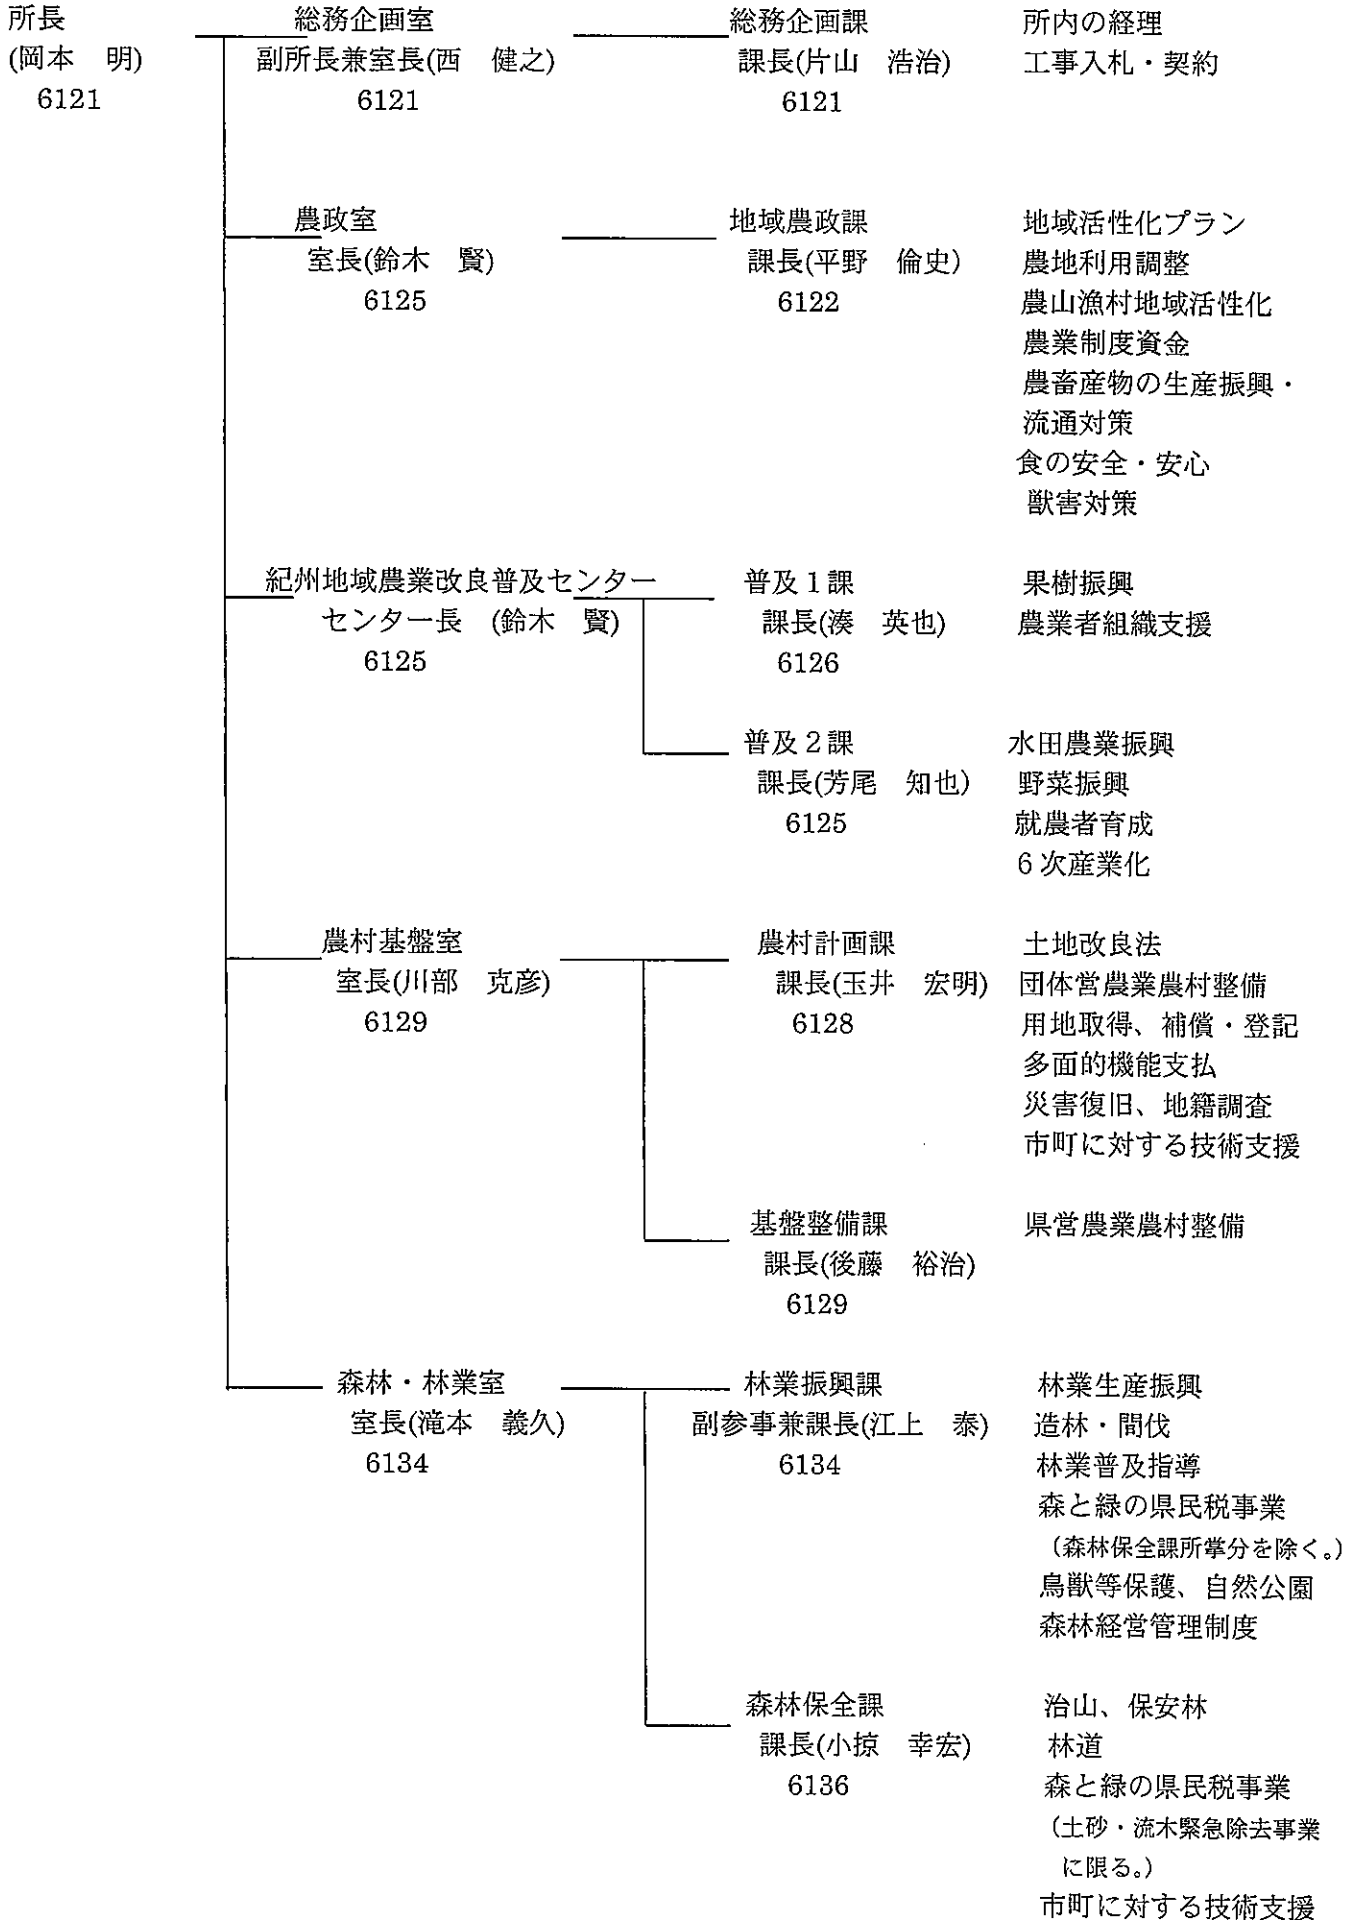 所長
(岡本　明)
6121
総務企画室
副所長兼室長(西　健之)
6121
総務企画課
課長(片山　浩治)
6121
所内の経理
工事入札・契約
農政室
室長(鈴木　賢)
6125
地域農政課
課長(平野　倫史)
6122
地域活性化プラン
農地利用調整
農山漁村地域活性化
農業制度資金
農畜産物の生産振興・
流通対策
食の安全・安心
獣害対策
紀州地域農業改良普及センター
センター長　(鈴木　賢)
6125
普及１課
課長(湊　英也)
6126
果樹振興
農業者組織支援
普及２課
課長(芳尾　知也)
6125
水田農業振興
野菜振興
就農者育成
６次産業化
農村基盤室
室長(川部　克彦)
6129
農村計画課
課長(玉井　宏明)
6128
土地改良法
団体営農業農村整備
用地取得、補償・登記
多面的機能支払
災害復旧、地籍調査
市町に対する技術支援
基盤整備課
課長(後藤　裕治)
6129
県営農業農村整備
森林・林業室
室長(滝本　義久)
6134
林業振興課
副参事兼課長(江上　泰)
6134
林業生産振興
造林・間伐
林業普及指導
森と緑の県民税事業
（森林保全課所掌分を除く。）
鳥獣等保護、自然公園
森林経営管理制度
森林保全課
課長(小掠　幸宏)
6136
治山、保安林
林道
森と緑の県民税事業
（土砂・流木緊急除去事業
に限る。）
市町に対する技術支援